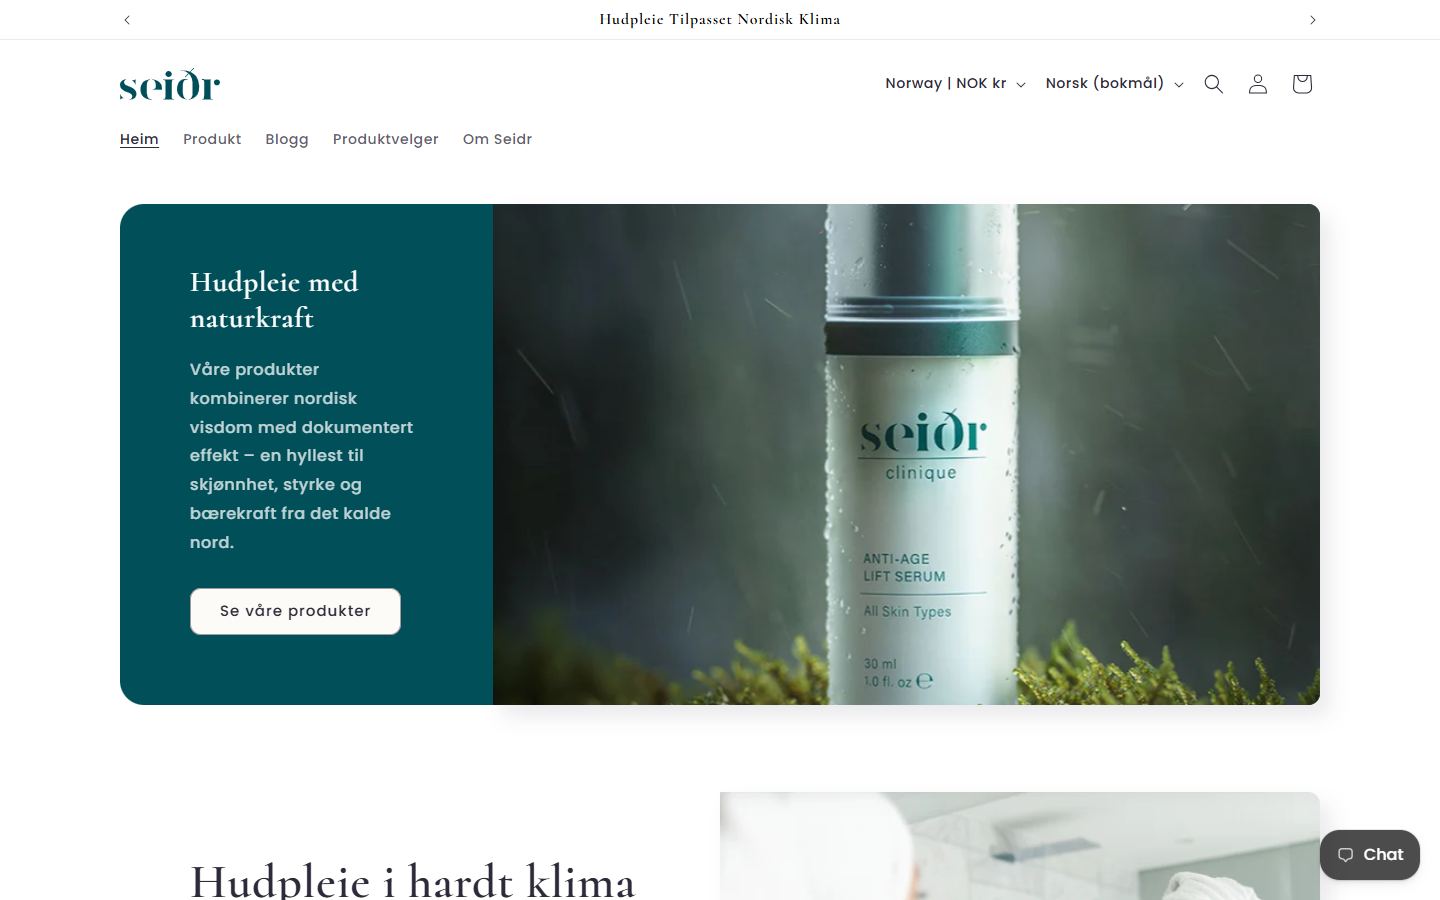 Hudpleie Tilpasset Nordisk Klima
seiðr
Norway | NOK kr
Norsk (bokmål)
Heim
Produkt
Blogg
Produktvelger
Om Seidr
Hudpleie med
naturkraft
Våre produkter
kombinerer nordisk
visdom med dokumentert
effekt – en hyllest til
skjønnhet, styrke og
bærekraft fra det kalde
nord.
Se våre produkter
seiðr
clinique
ANTI-AGE
LIFT SERUM
All Skin Types
30 ml
1.0 fl. oz ℮
Hudpleie i hardt klima
Chat